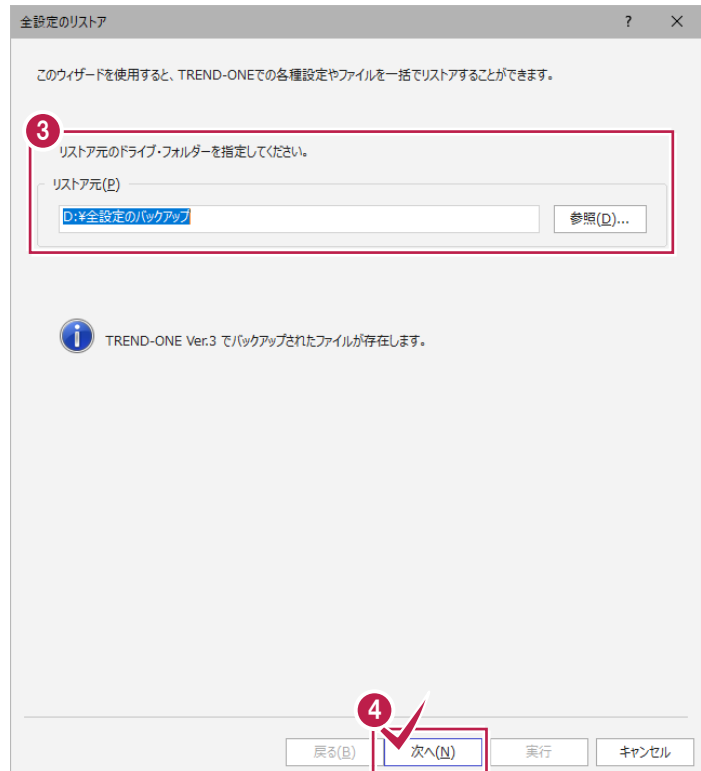 全設定のリストア
? ×
このウィザードを使用すると、TREND-ONEでの各種設定やファイルを一括でリストアすることができます。
3
リストア元のドライブ・フォルダーを指定してください。
リストア元(P)
D:¥全設定のバックアップ
参照(D)...
i
TREND-ONE Ver.3 でバックアップされたファイルが存在します。
4
戻る(B)
次へ(N)
実行
キャンセル